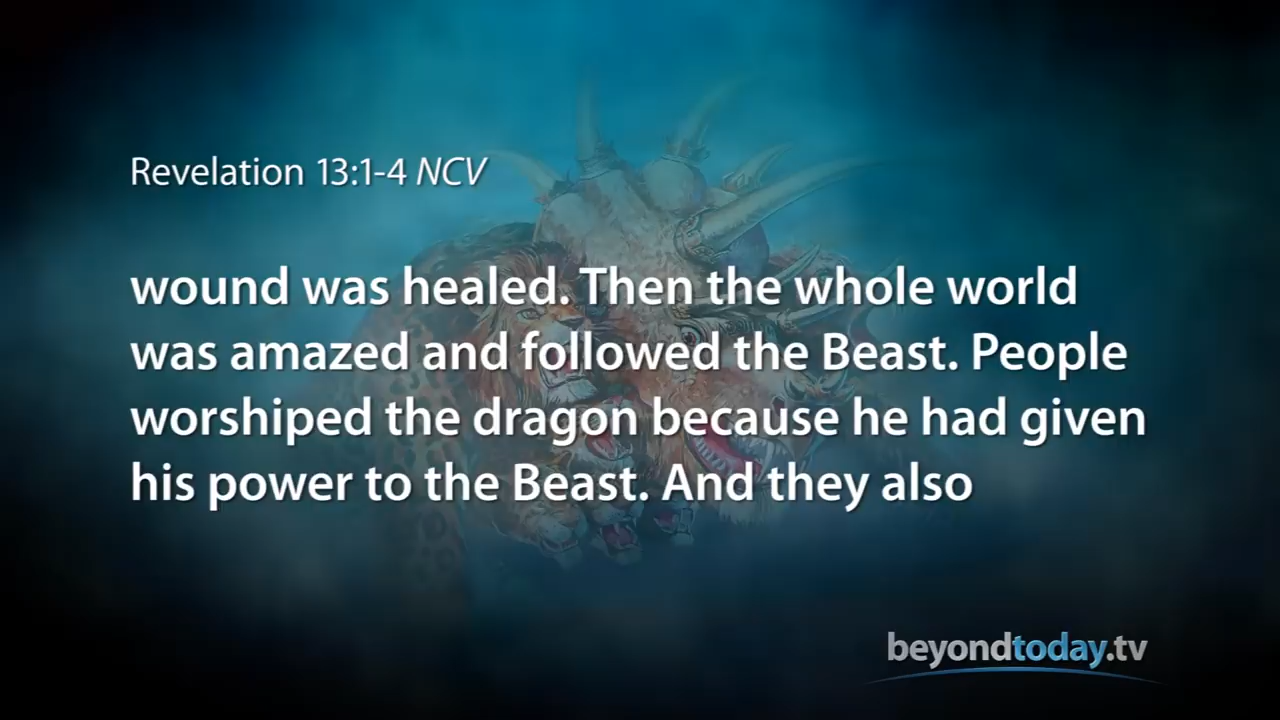 Revelation 13:1-4 NCV
wound was healed. Then the whole world
was amazed and followed the Beast. People
worshiped the dragon because he had given
his power to the Beast. And they also
beyondtoday.tv